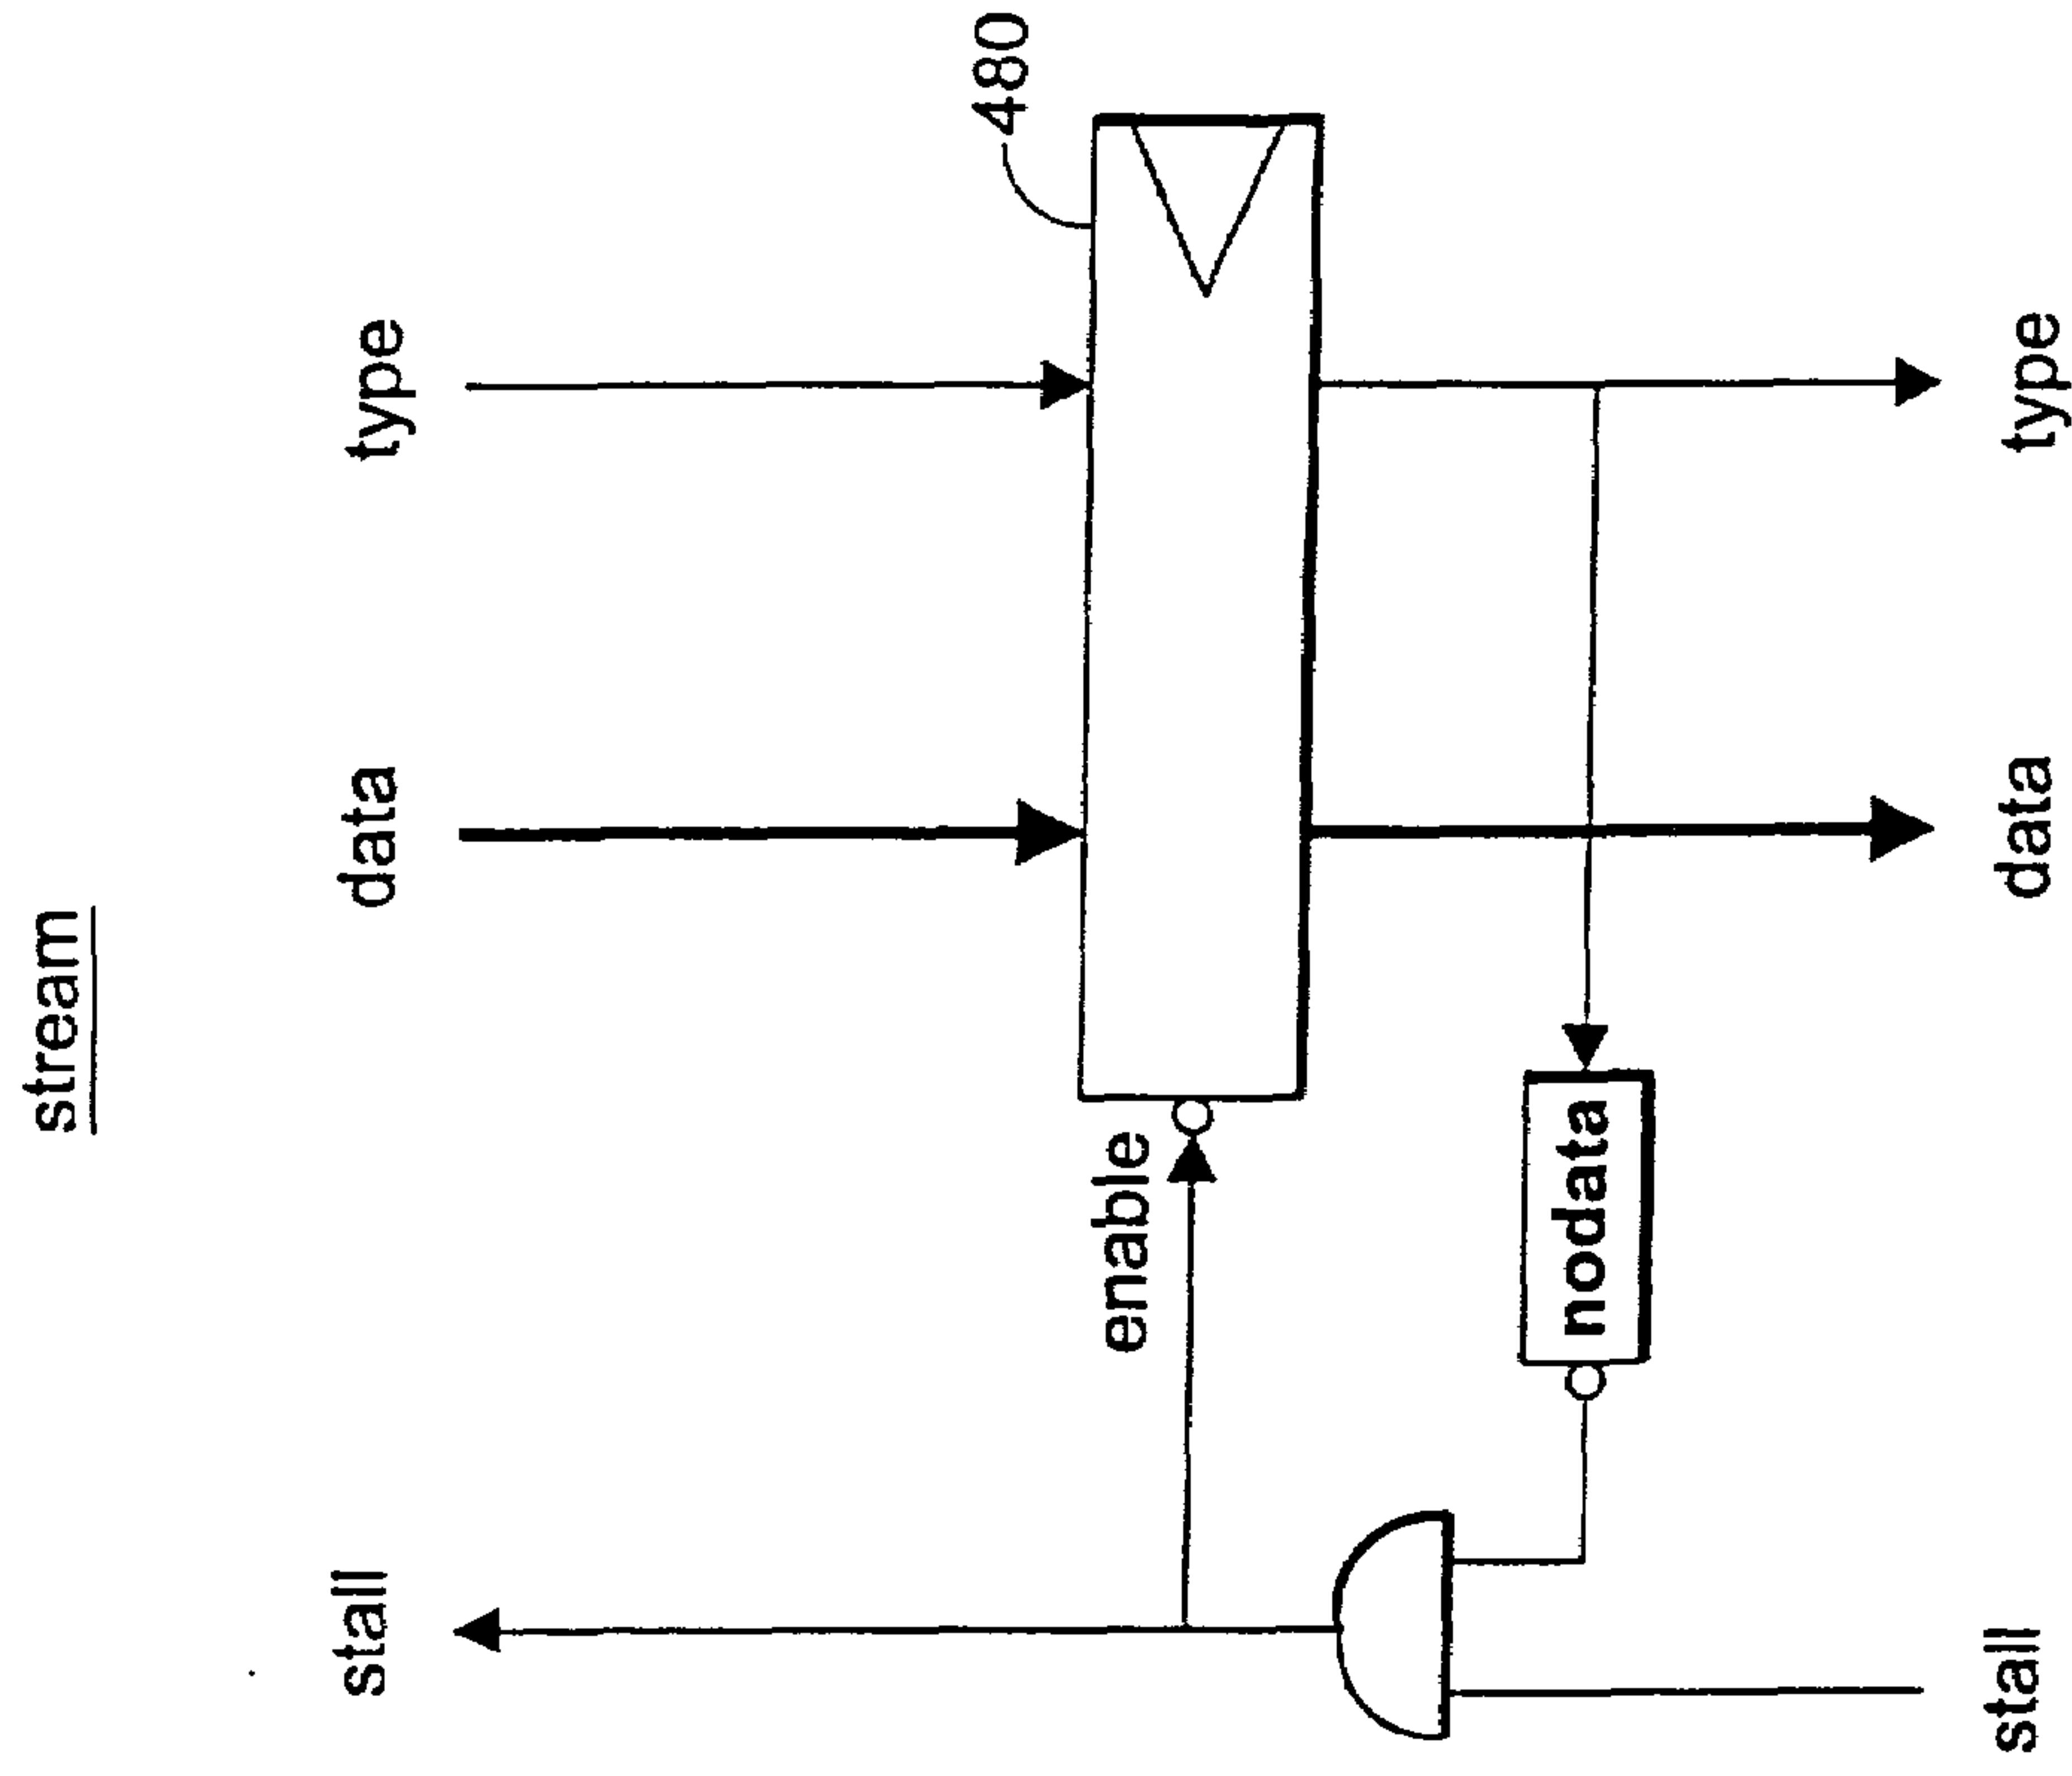 stream
stall
data
type
enable
480
nodata
stall
data
type